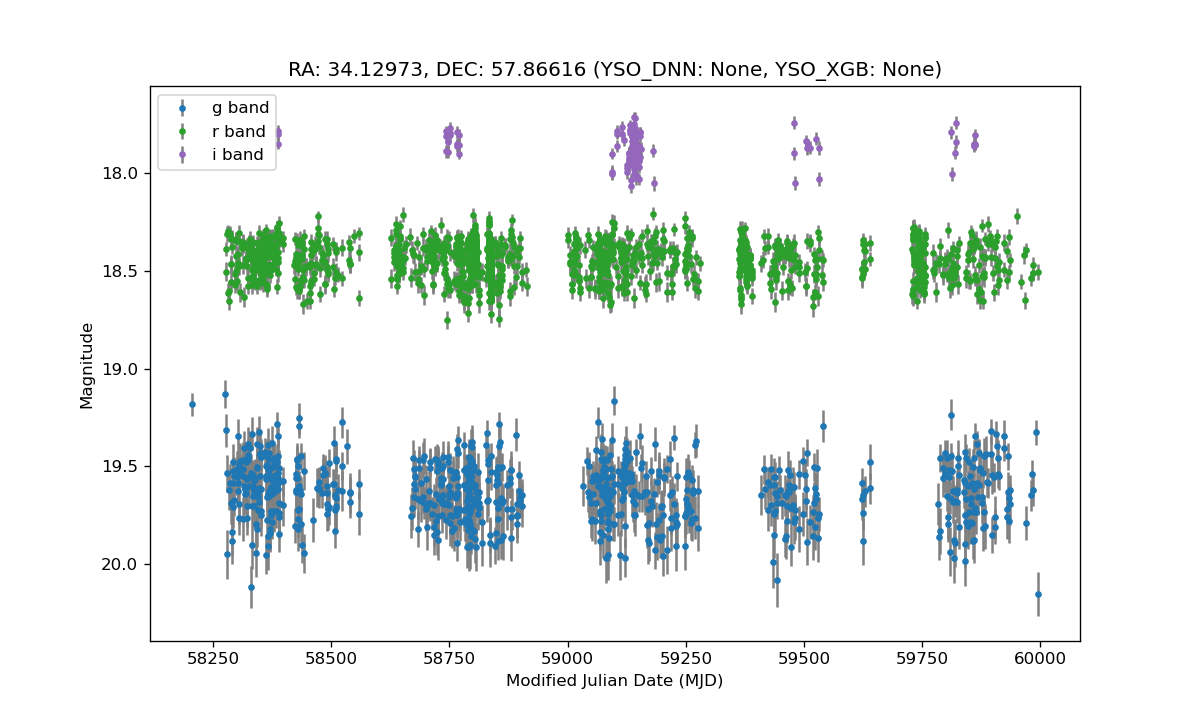 RA: 34.12973, DEC: 57.86616 (YSO_DNN: None, YSO_XGB: None)
g band
r band
i band
18.0
18.5
19.0
19.5
20.0
Magnitude
58250 58500 58750 59000 59250 59500 59750 60000
Modified Julian Date (MJD)